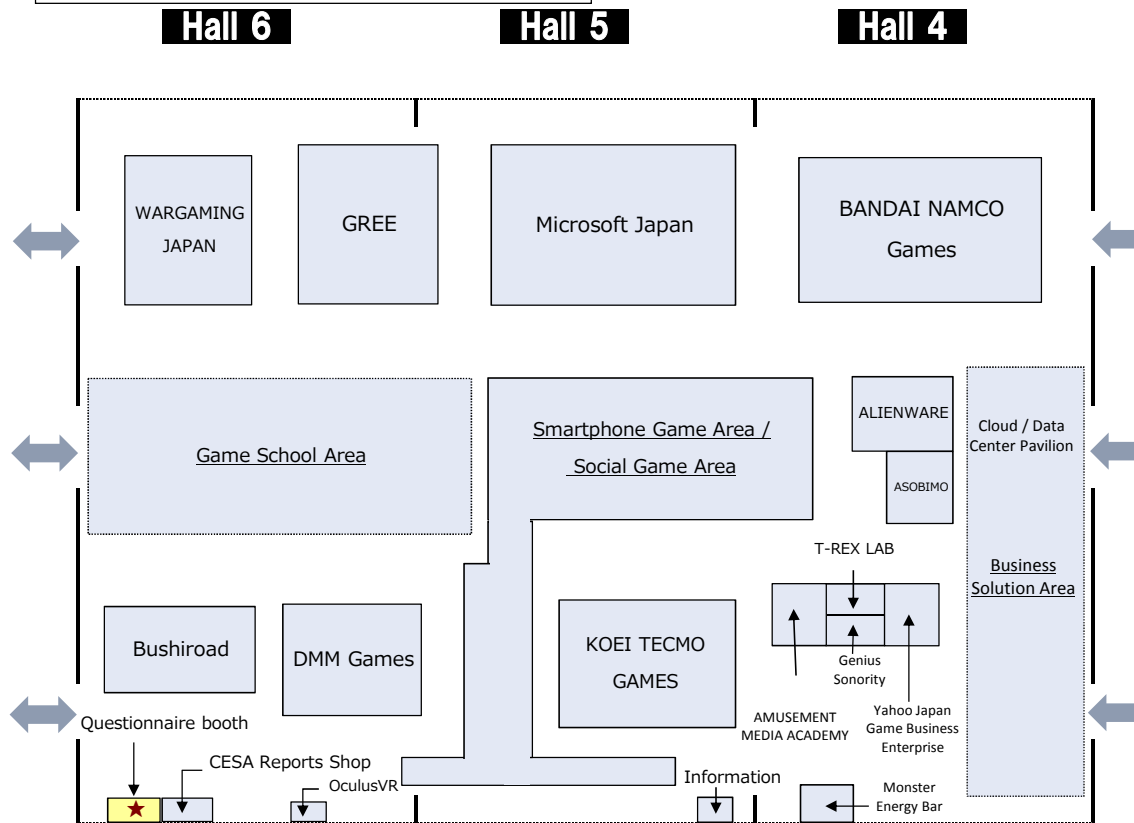 Hall 6
Hall 5
Hall 4
WARGAMING
JAPAN
GREE
Microsoft Japan
BANDAI NAMCO
Games
Game School Area
Smartphone Game Area /
Social Game Area
ALIENWARE
ASOBIMO
Cloud / Data
Center Pavilion
T-REX LAB
Business
Solution Area
Bushiroad
DMM Games
KOEI TECMO
GAMES
Genius
Sonority
AMUSEMENT
MEDIA ACADEMY
Yahoo Japan
Game Business
Enterprise
Questionnaire booth
CESA Reports Shop
OculusVR
Information
Monster
Energy Bar